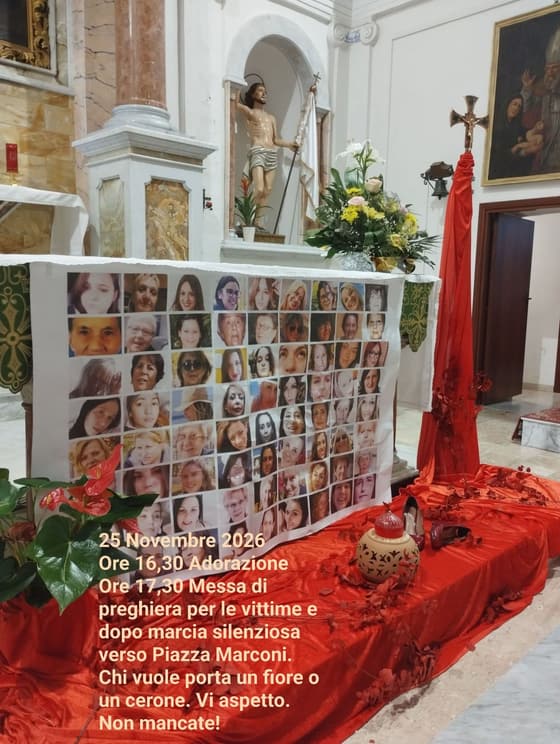 25 Novembre 2026
Ore 16,30 Adorazione
Ore 17,30 Messa di
preghiera per le vittime e
dopo marcia silenziosa
verso Piazza Marconi.
Chi vuole porta un fiore o
un cerone. Vi aspetto.
Non mancate!